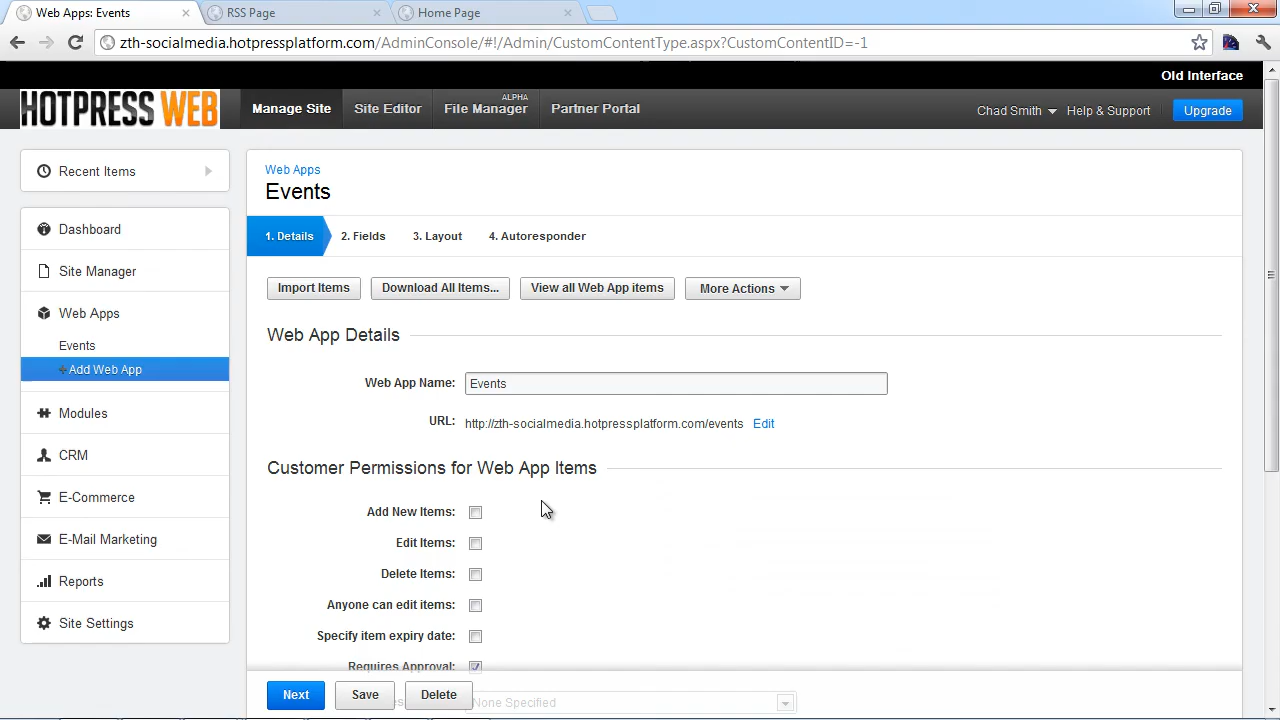 Web Apps: Events
RSS Page
Home Page
zth-socialmedia.hotpressplatform.com/AdminConsole/#!/Admin/CustomContentType.aspx?CustomContentID=-1
Old Interface
HOTPRESS WEB
Manage Site
Site Editor
File Manager
ALPHA
Partner Portal
Chad Smith
Help & Support
Upgrade
Recent Items
Dashboard
Site Manager
Web Apps
Events
+Add Web App
Modules
CRM
E-Commerce
E-Mail Marketing
Reports
Site Settings
Web Apps
Events
1. Details
2. Fields
3. Layout
4. Autoresponder
Import Items
Download All Items...
View all Web App items
More Actions
Web App Details
Web App Name: Events
URL: http://zth-socialmedia.hotpressplatform.com/events Edit
Customer Permissions for Web App Items
Add New Items:
Edit Items:
Delete Items:
Anyone can edit items:
Specify item expiry date:
Requires Approval:
None Specified
Next
Save
Delete